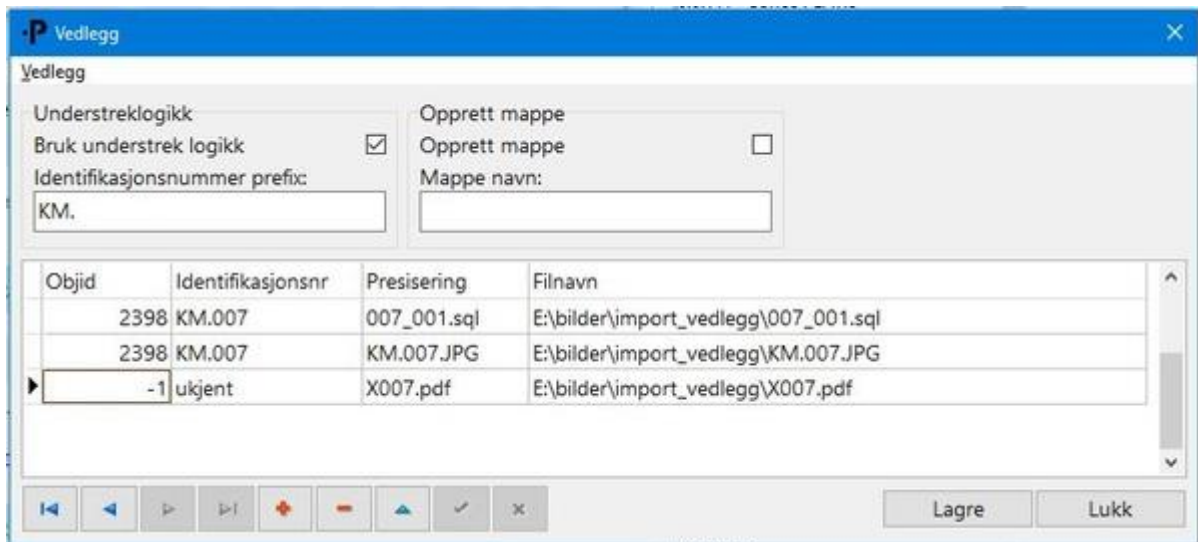 P Vedlegg
Vedlegg
Understreklogikk
Bruk understrek logikk
Identifikasjonsnummer prefix:
KM.
Opprett mappe
Opprett mappe
Mappe navn:
Objid Identifikasjonsnr Presisering Filnavn
2398 KM.007 007_001.sql E:\bilder\import_vedlegg\007_001.sql
2398 KM.007 KM.007.JPG E:\bilder\import_vedlegg\KM.007.JPG
-1 ukjent X007.pdf E:\bilder\import_vedlegg\X007.pdf
Lagre Lukk